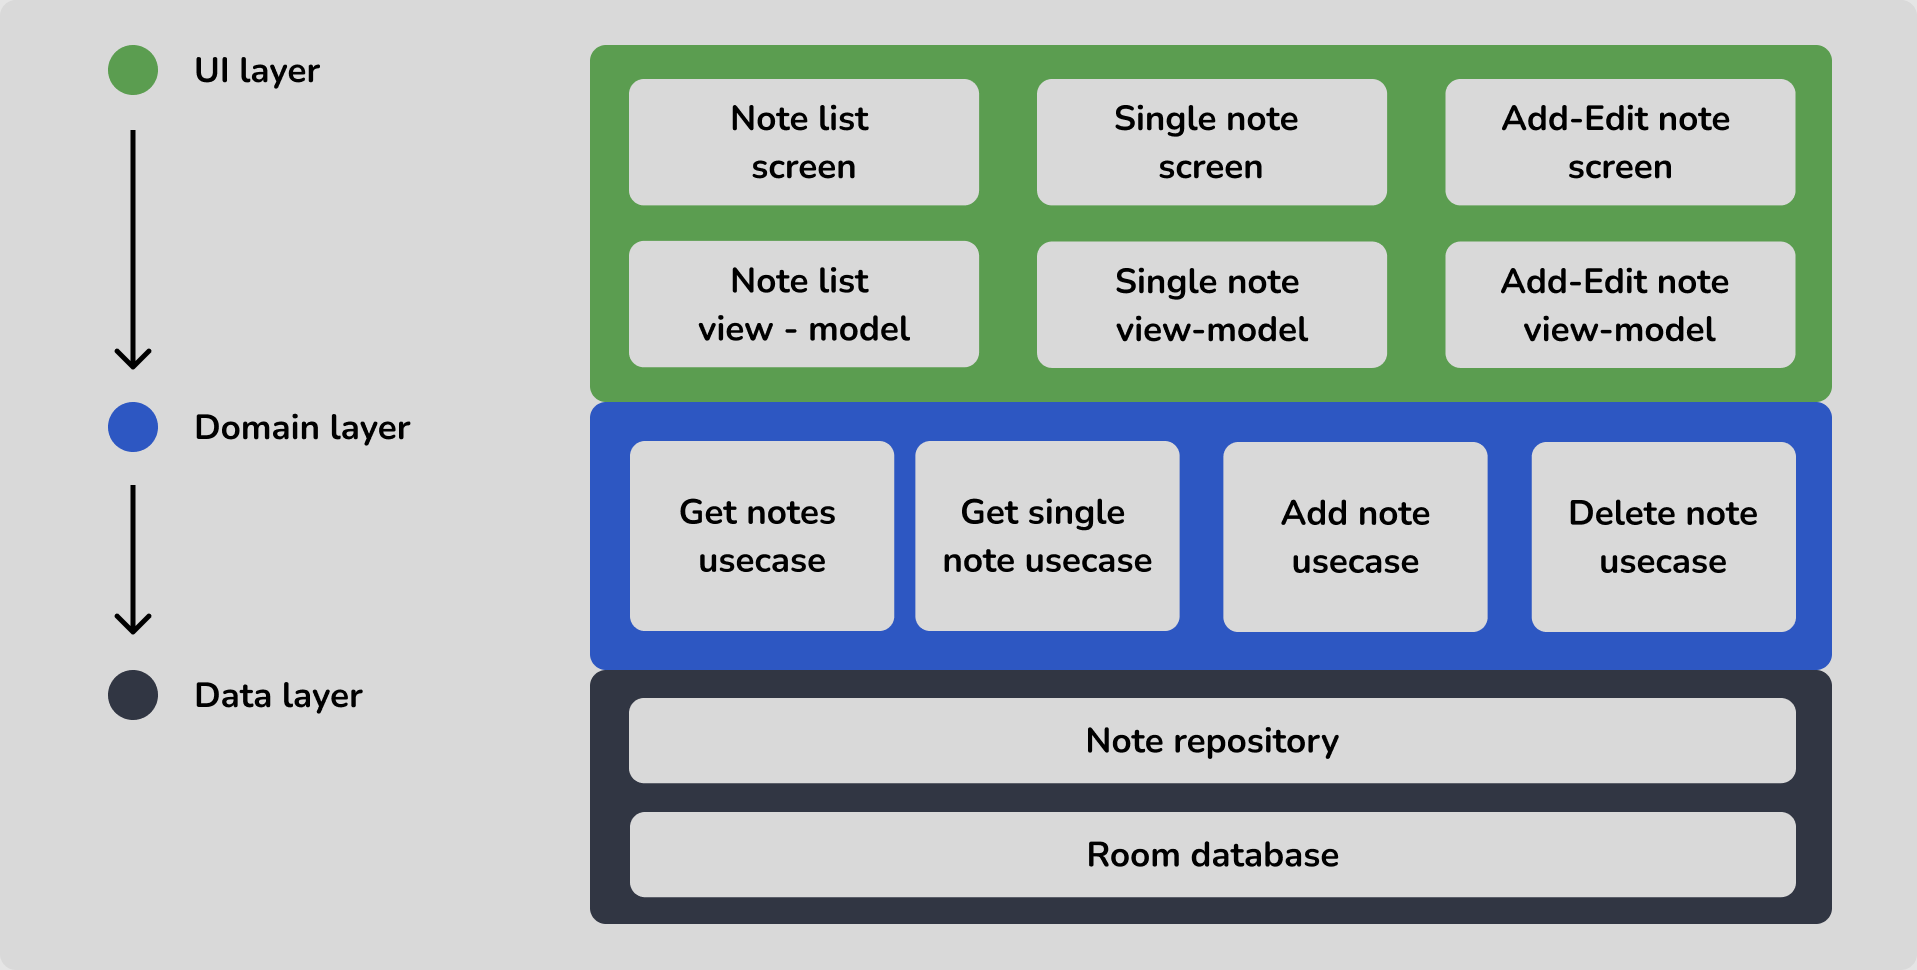 UI layer
Domain layer
Data layer
Note list
screen
Single note
screen
Add-Edit note
screen
Note list
view - model
Single note
view-model
Add-Edit note
view-model
Get notes
usecase
Get single
note usecase
Add note
usecase
Delete note
usecase
Note repository
Room database